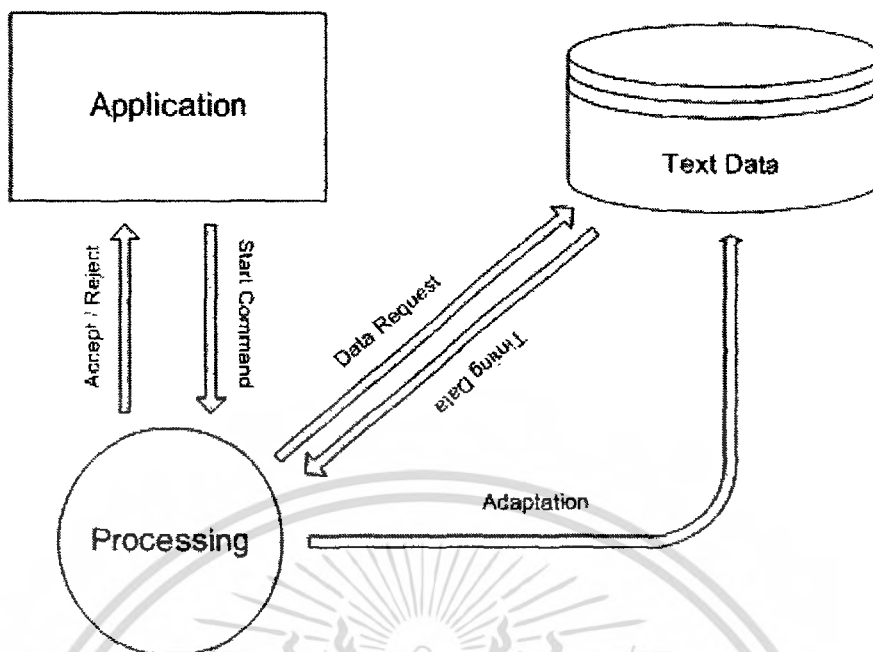 Application
Text Data
Accept / Reject
Start Command
Data Request
Timing Data
Adaptation
Processing